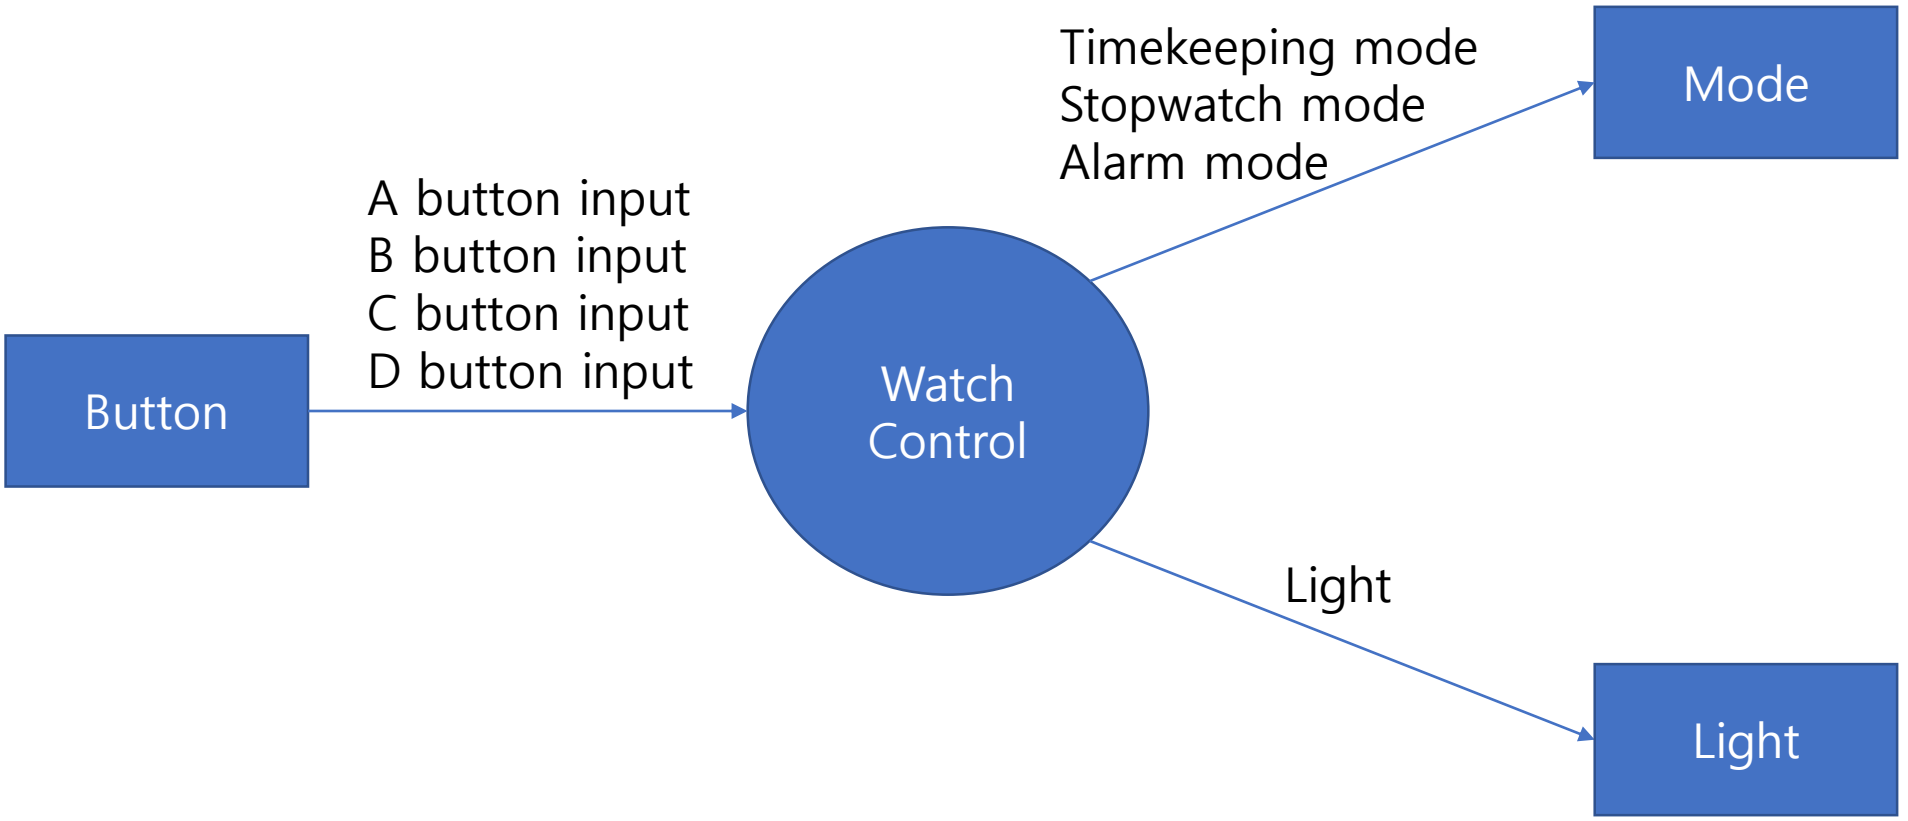 Button
A button input
B button input
C button input
D button input
Watch
Control
Timekeeping mode
Stopwatch mode
Alarm mode
Mode
Light
Light